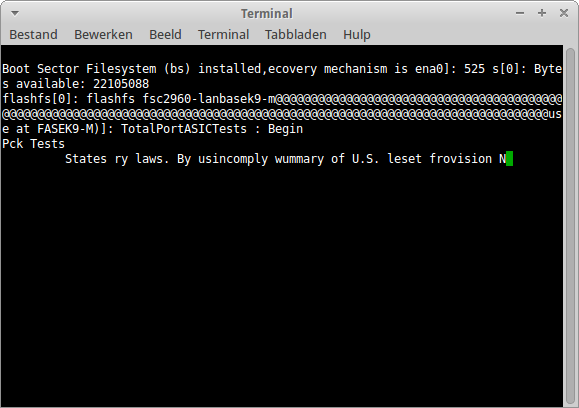 Terminal
Bestand Bewerken Beeld Terminal Tabbladen Hulp
Boot Sector Filesystem (bs) installed,ecovery mechanism is ena0]: 525 s[0]: Byte
s available: 22105088
flashfs[0]: flashfs fsc2960-lanbasek9-m@@@@@@@@@@@@@@@@@@@@@@@@@@@@@@@@@@@@@@@@@
@@@@@@@@@@@@@@@@@@@@@@@@@@@@@@@@@@@@@@@@@@@@@@@@@@@@@@@@@@@@@@@@@@@@@@@@@@@@@@us
e at FASEK9-M)]: TotalPortASICTests : Begin
Pck Tests
States ry laws. By usincomply wummary of U.S. leset frovision N